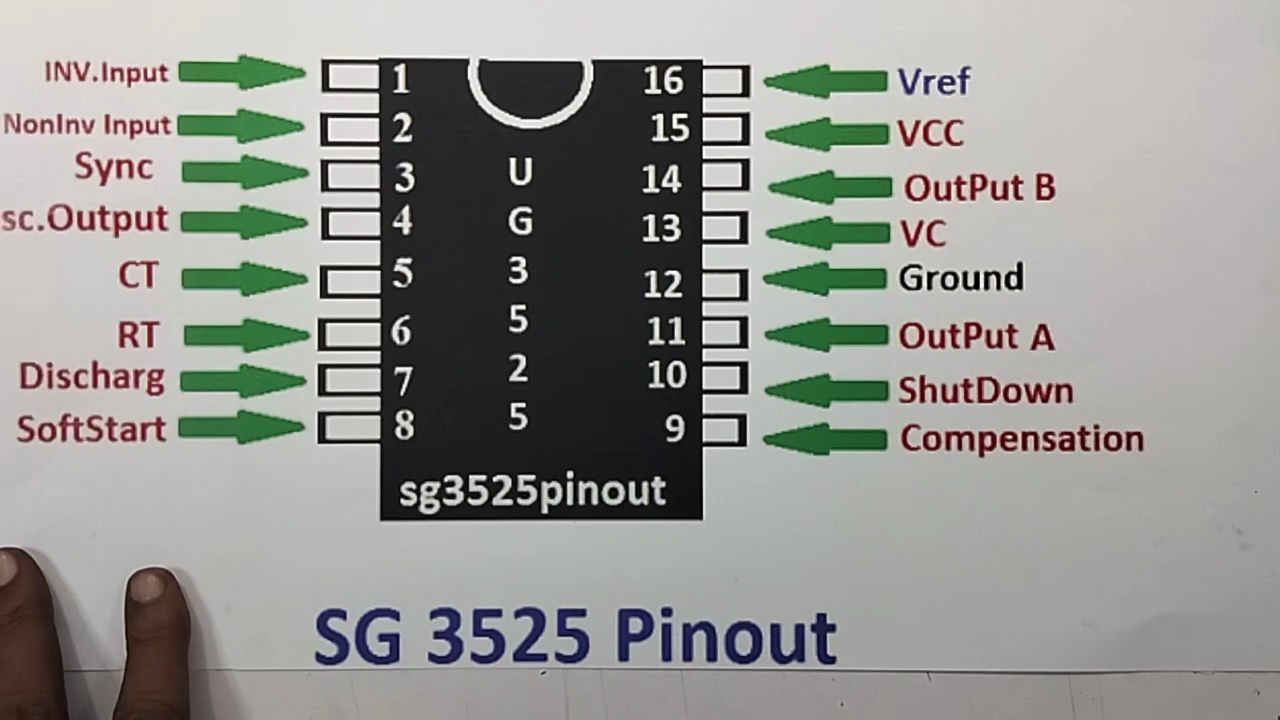 INV.Input 1 16 Vref
NonInv Input 2 15 VCC
Sync 3 U 14 OutPut B
sc.Output 4 G 13 VC
CT 5 3 12 Ground
RT 6 5 11 OutPut A
Discharg 7 2 10 ShutDown
SoftStart 8 5 9 Compensation
sg3525pinout
SG 3525 Pinout